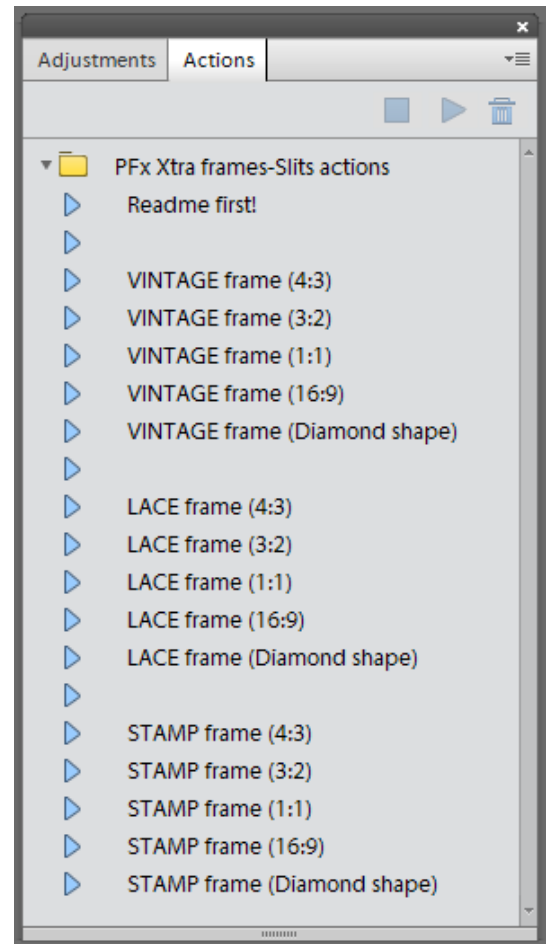 Adjustments Actions
PFx Xtra frames-Slits actions
Readme first!
VINTAGE frame (4:3)
VINTAGE frame (3:2)
VINTAGE frame (1:1)
VINTAGE frame (16:9)
VINTAGE frame (Diamond shape)
LACE frame (4:3)
LACE frame (3:2)
LACE frame (1:1)
LACE frame (16:9)
LACE frame (Diamond shape)
STAMP frame (4:3)
STAMP frame (3:2)
STAMP frame (1:1)
STAMP frame (16:9)
STAMP frame (Diamond shape)